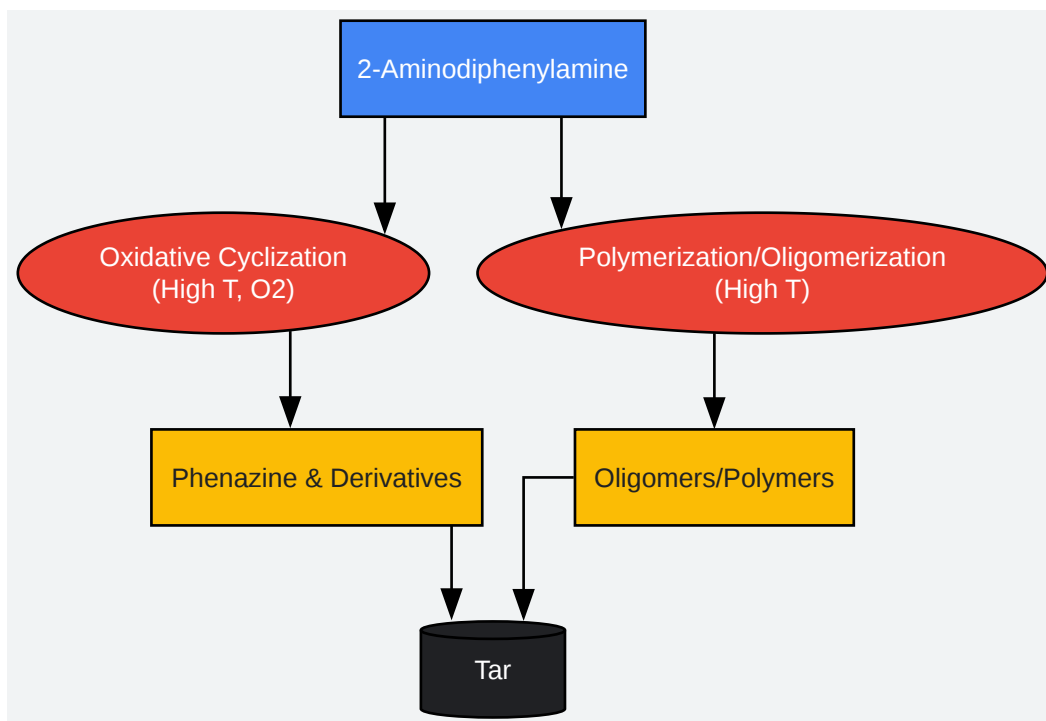 2-Aminodiphenylamine
Oxidative Cyclization
(High T, O2)
Polymerization/Oligomerization
(High T)
Phenazine & Derivatives
Oligomers/Polymers
Tar